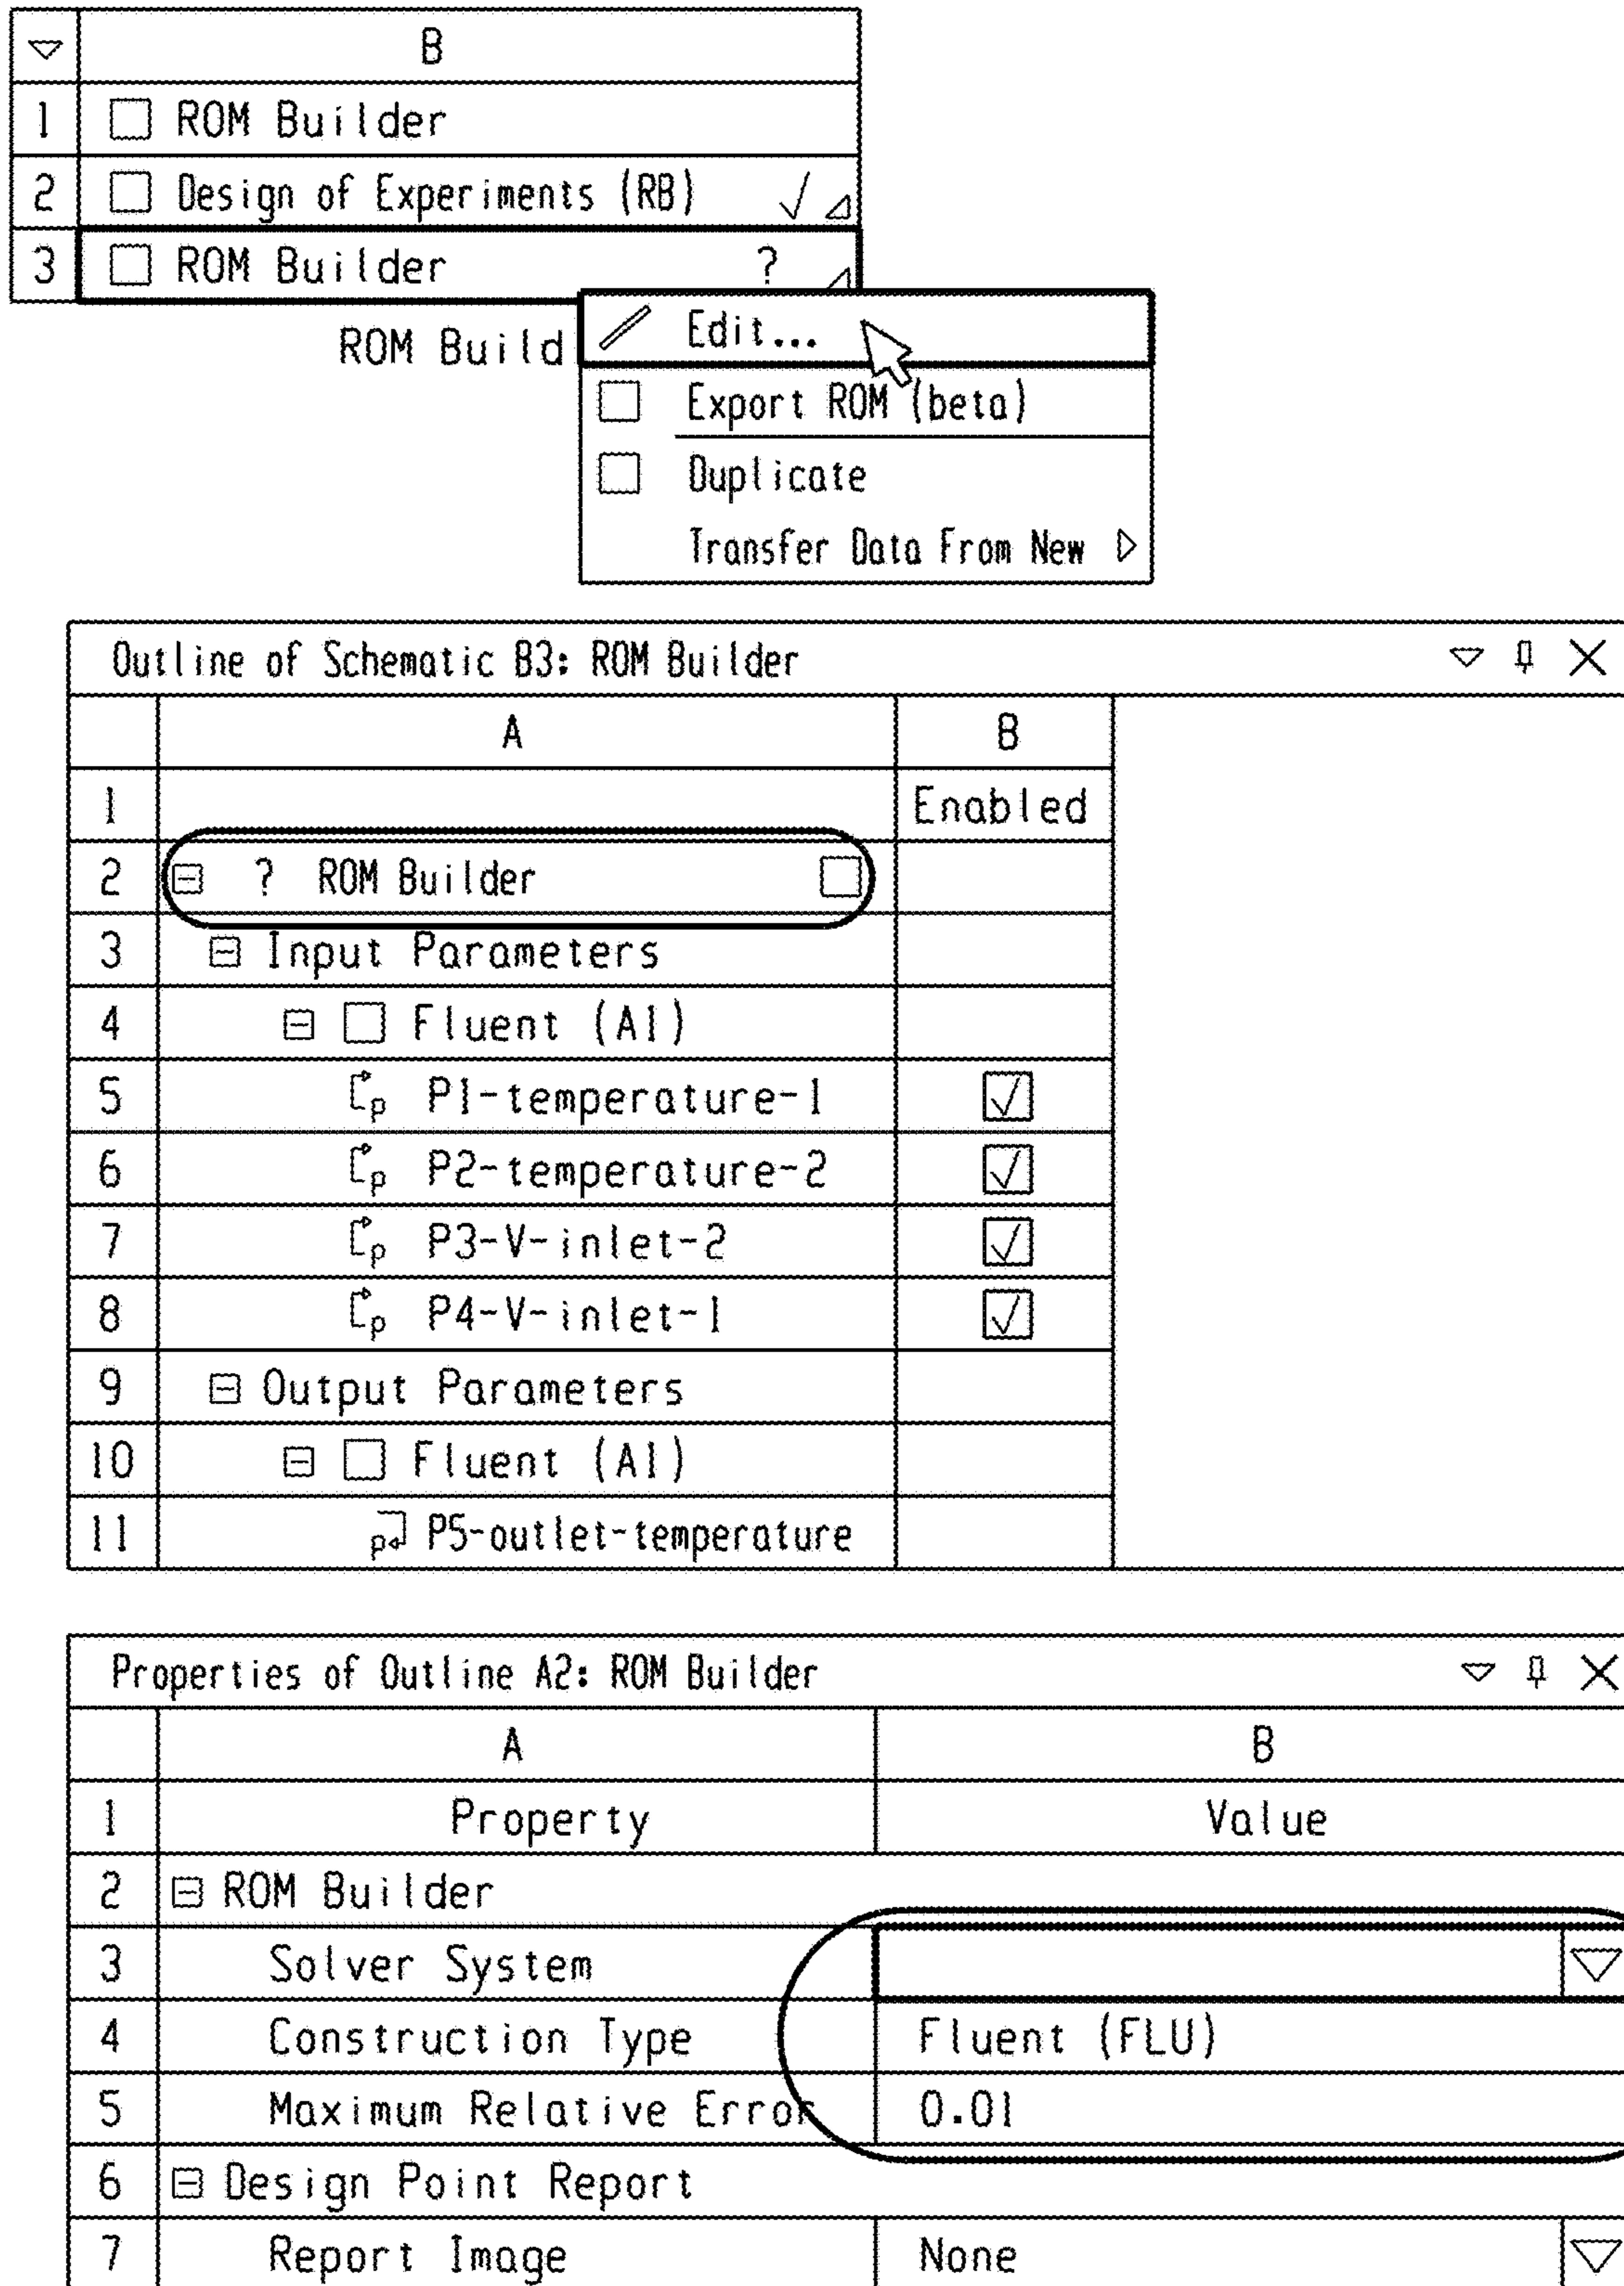 B
1 ROM Builder
2 Design of Experiments (RB)
3 ROM Builder ?
ROM Build
Edit...
Export ROM (beta)
Duplicate
Transfer Data From New
Outline of Schematic B3: ROM Builder
A B
1 Enabled
2 ? ROM Builder
3 Input Parameters
4 Fluent (A1)
5 p P1-temperature-1
6 p P2-temperature-2
7 p P3-V-inlet-2
8 p P4-V-inlet-1
9 Output Parameters
10 Fluent (A1)
11 p P5-outlet-temperature
Properties of Outline A2: ROM Builder
A B
1 Property Value
2 ROM Builder
3 Solver System
4 Construction Type Fluent (FLU)
5 Maximum Relative Error 0.01
6 Design Point Report
7 Report Image None